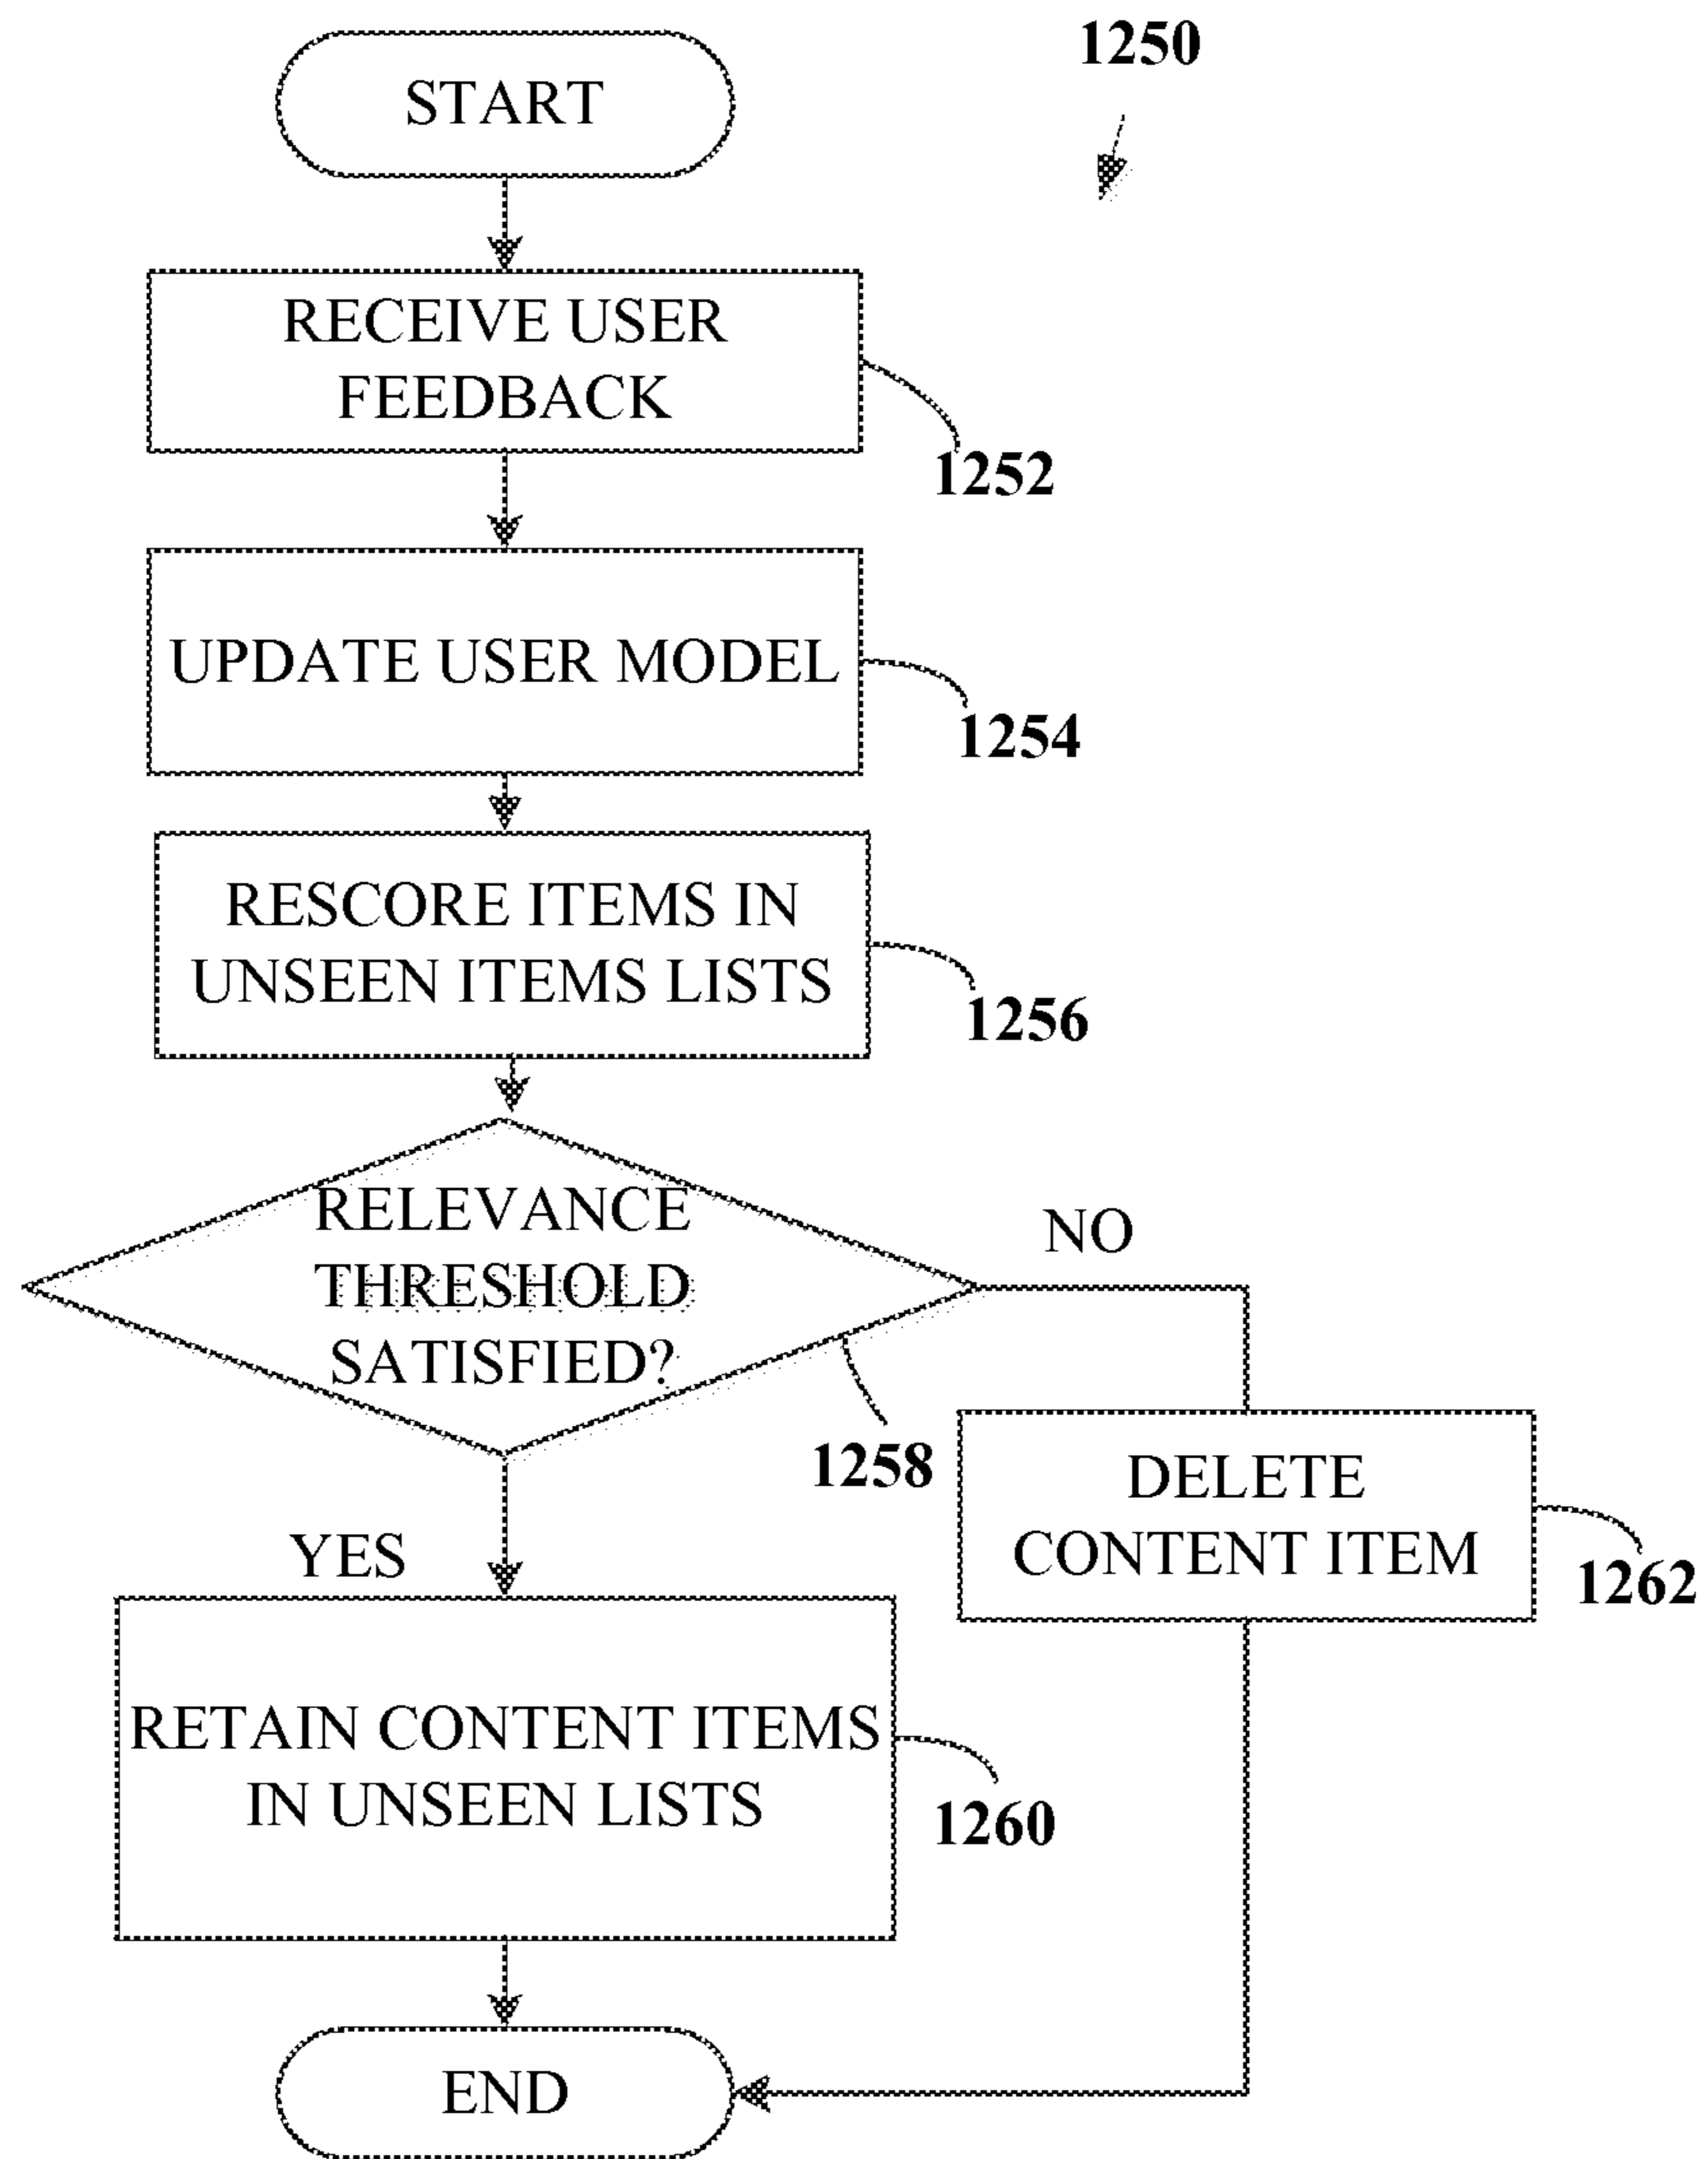 1250
START
RECEIVE USER
FEEDBACK
1252
UPDATE USER MODEL
1254
RESCORE ITEMS IN
UNSEEN ITEMS LISTS
1256
RELEVANCE
THRESHOLD
SATISFIED?
NO
1258
DELETE
CONTENT ITEM
1262
YES
RETAIN CONTENT ITEMS
IN UNSEEN LISTS
1260
END